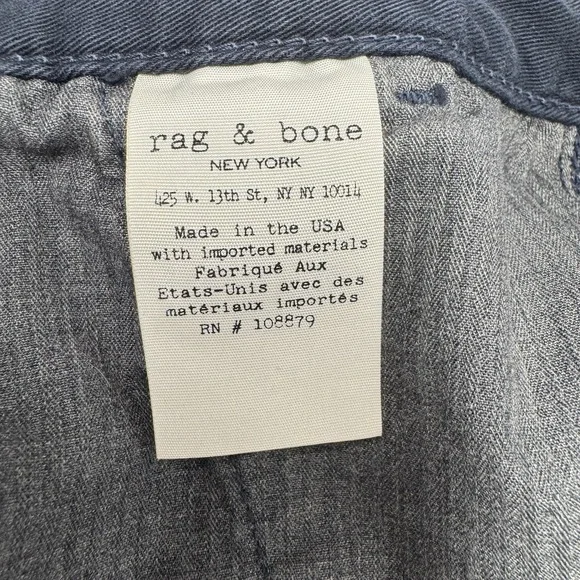 rag & bone
NEW YORK
425 W. 13th St, NY NY 10014
Made in the USA
with imported materials
Fabriqué Aux
Etats-Unis avec des
matériaux importés
RN # 108879